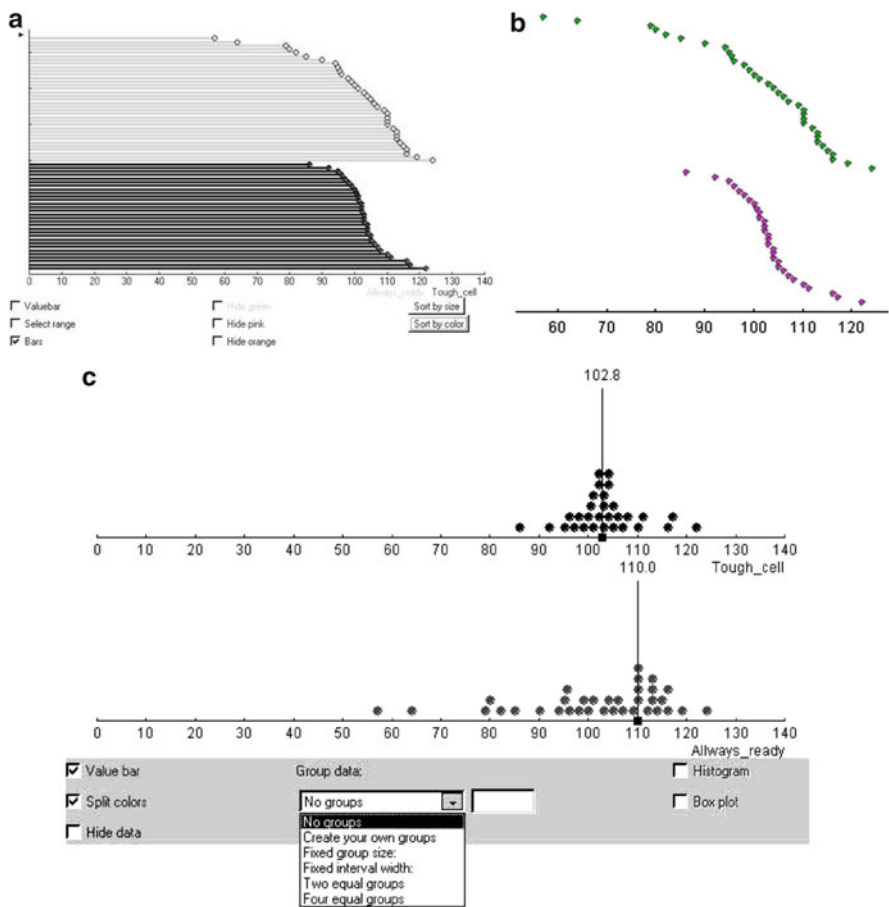 a
0 10 20 30 40 50 60 70 80 90 100 110 120 130 140
Allways_ready Tough_cell
Valuebar Hide green Sort by size
Select range Hide pink Sort by color
Bars Hide orange
b
60 70 80 90 100 110 120
c
102.8
0 10 20 30 40 50 60 70 80 90 100 110 120 130 140
Tough_cell
110.0
0 10 20 30 40 50 60 70 80 90 100 110 120 130 140
Allways_ready
Value bar Group data: Histogram
Split colors No groups Box plot
Hide data No groups
Create your own groups
Fixed group size:
Fixed interval width:
Two equal groups
Four equal groups